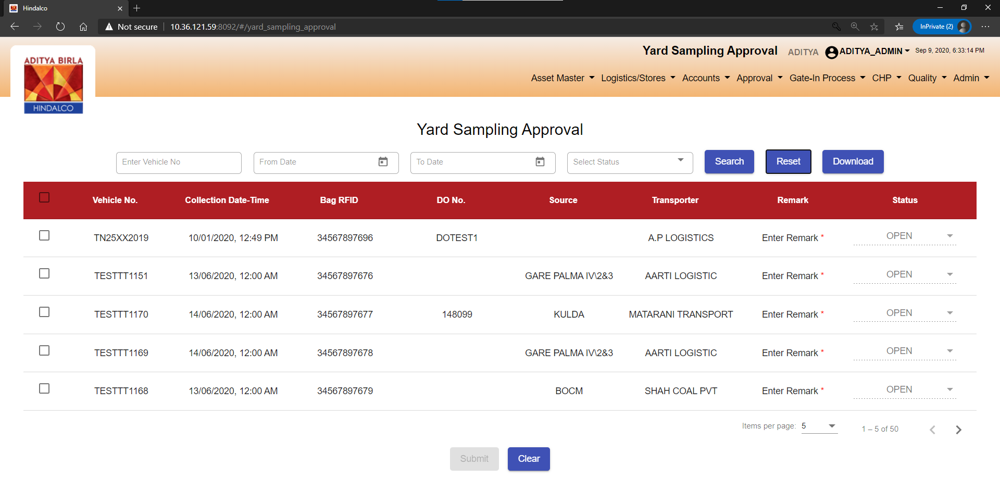 Hindalco
Not secure 10.36.121.59:8092/#/yard_sampling_approval InPrivate (2)
Yard Sampling Approval ADITYA ADITYA_ADMIN Sep 9, 2020, 6:33:14 PM
ADITYA BIRLA
HINDALCO
Asset Master Logistics/Stores Accounts Approval Gate-In Process CHP Quality Admin
Yard Sampling Approval
Enter Vehicle No From Date To Date Select Status Search Reset Download
Vehicle No. Collection Date-Time Bag RFID DO No. Source Transporter Remark Status
TN25XX2019 10/01/2020, 12:49 PM 34567897696 DOTEST1 A.P LOGISTICS Enter Remark * OPEN
TESTTT1151 13/06/2020, 12:00 AM 34567897676 GARE PALMA IV\2&3 AARTI LOGISTIC Enter Remark * OPEN
TESTTT1170 14/06/2020, 12:00 AM 34567897677 148099 KULDA MATARANI TRANSPORT Enter Remark * OPEN
TESTTT1169 14/06/2020, 12:00 AM 34567897678 GARE PALMA IV\2&3 AARTI LOGISTIC Enter Remark * OPEN
TESTTT1168 13/06/2020, 12:00 AM 34567897679 BOCM SHAH COAL PVT Enter Remark * OPEN
Items per page: 5 1 – 5 of 50
Submit Clear